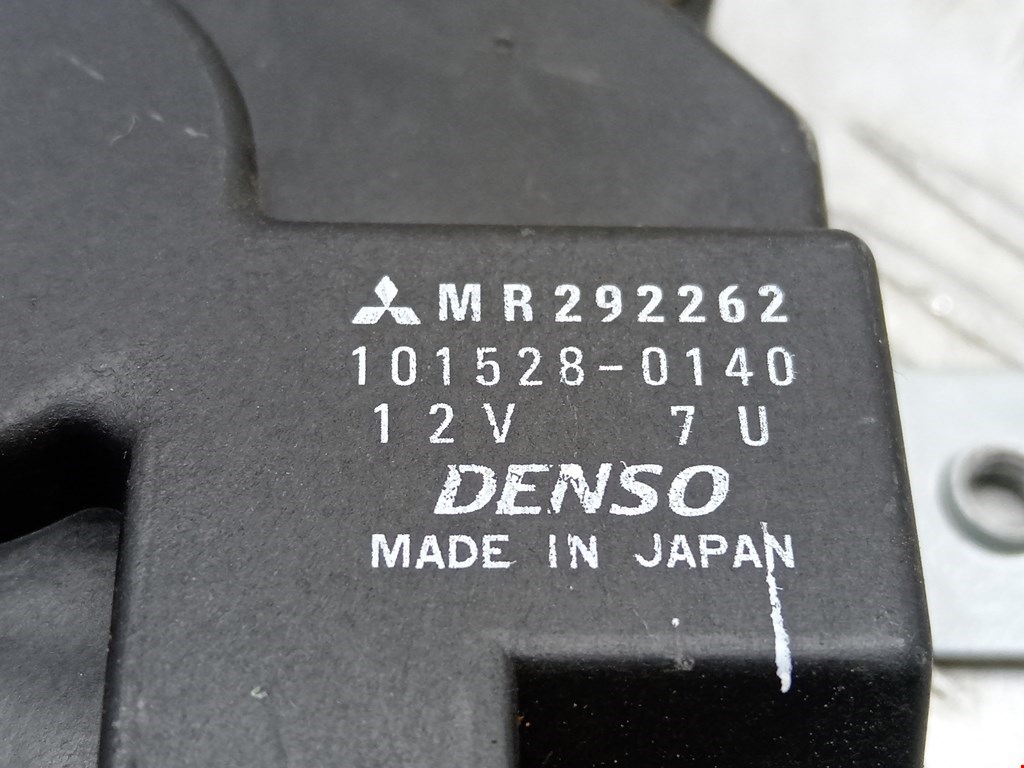 MR292262
101528-0140
12V 7U
DENSO
MADE IN JAPAN